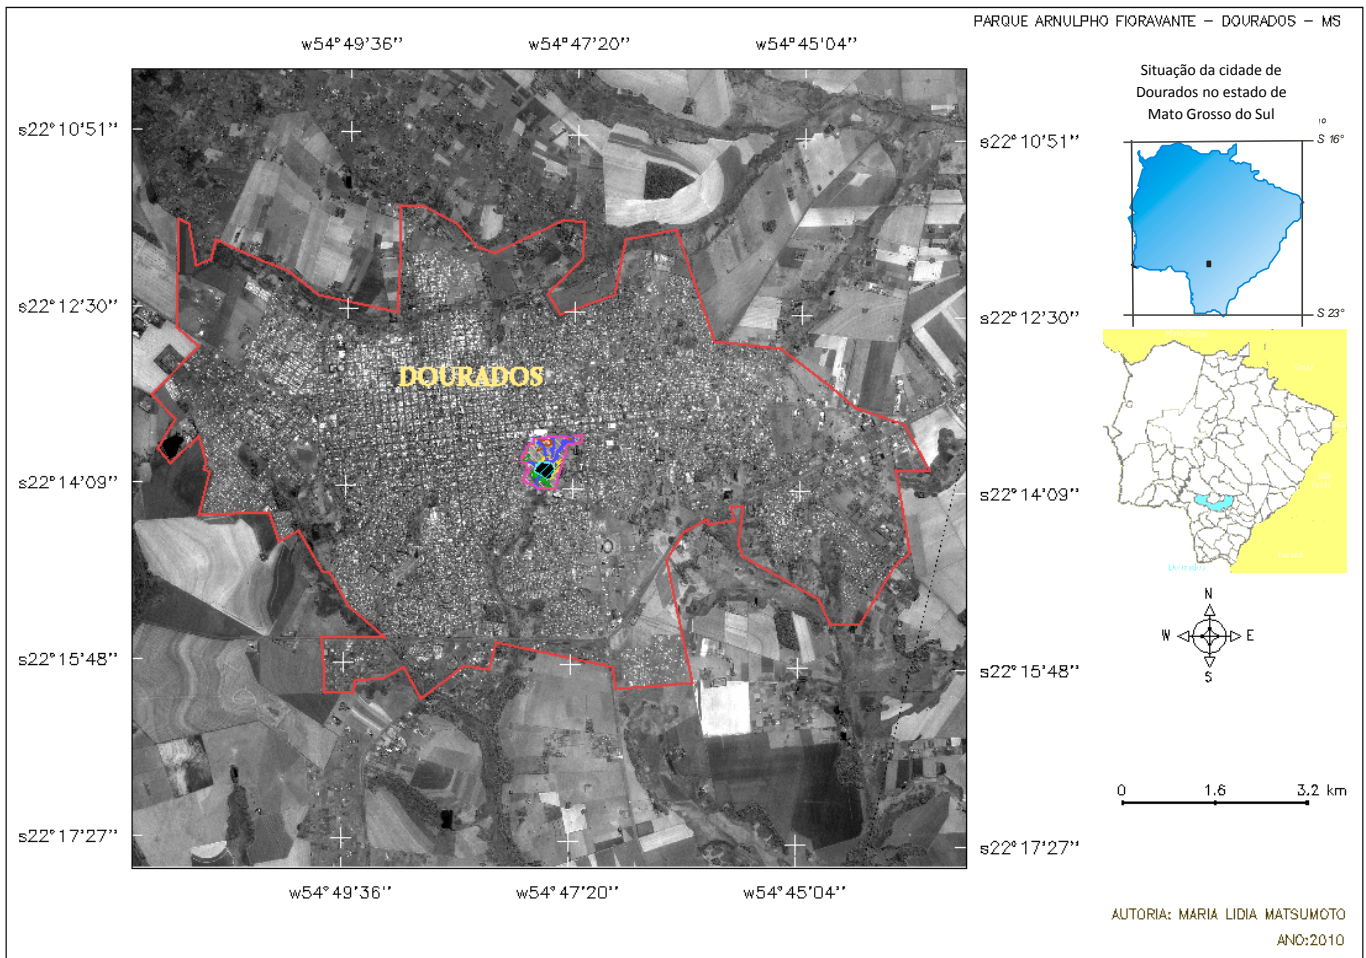 PARQUE ARNULPHO FIORAVANTE - DOURADOS - MS
w54°49'36'' w54°47'20'' w54°45'04''
Situação da cidade de
Dourados no estado de
Mato Grosso do Sul
10
S 16°
s22°10'51'' s22°10'51''
S 23°
s22°12'30'' s22°12'30''
DOURADOS
s22°14'09'' s22°14'09''
Dourados
N
W E
S
s22°15'48'' s22°15'48''
0 1.6 3.2 km
s22°17'27'' s22°17'27''
w54°49'36'' w54°47'20'' w54°45'04''
AUTORIA: MARIA LIDIA MATSUMOTO
ANO:2010